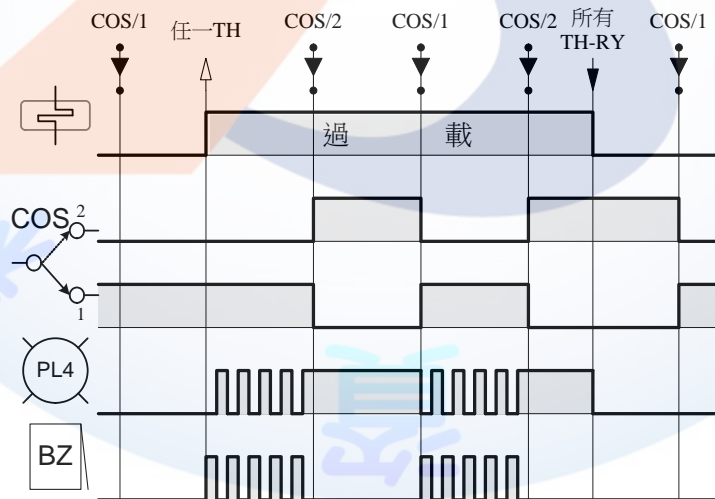 COS/1
任一TH
COS/2
COS/1
COS/2
所有
TH-RY
COS/1
過載
COS
2
1
PL4
BZ